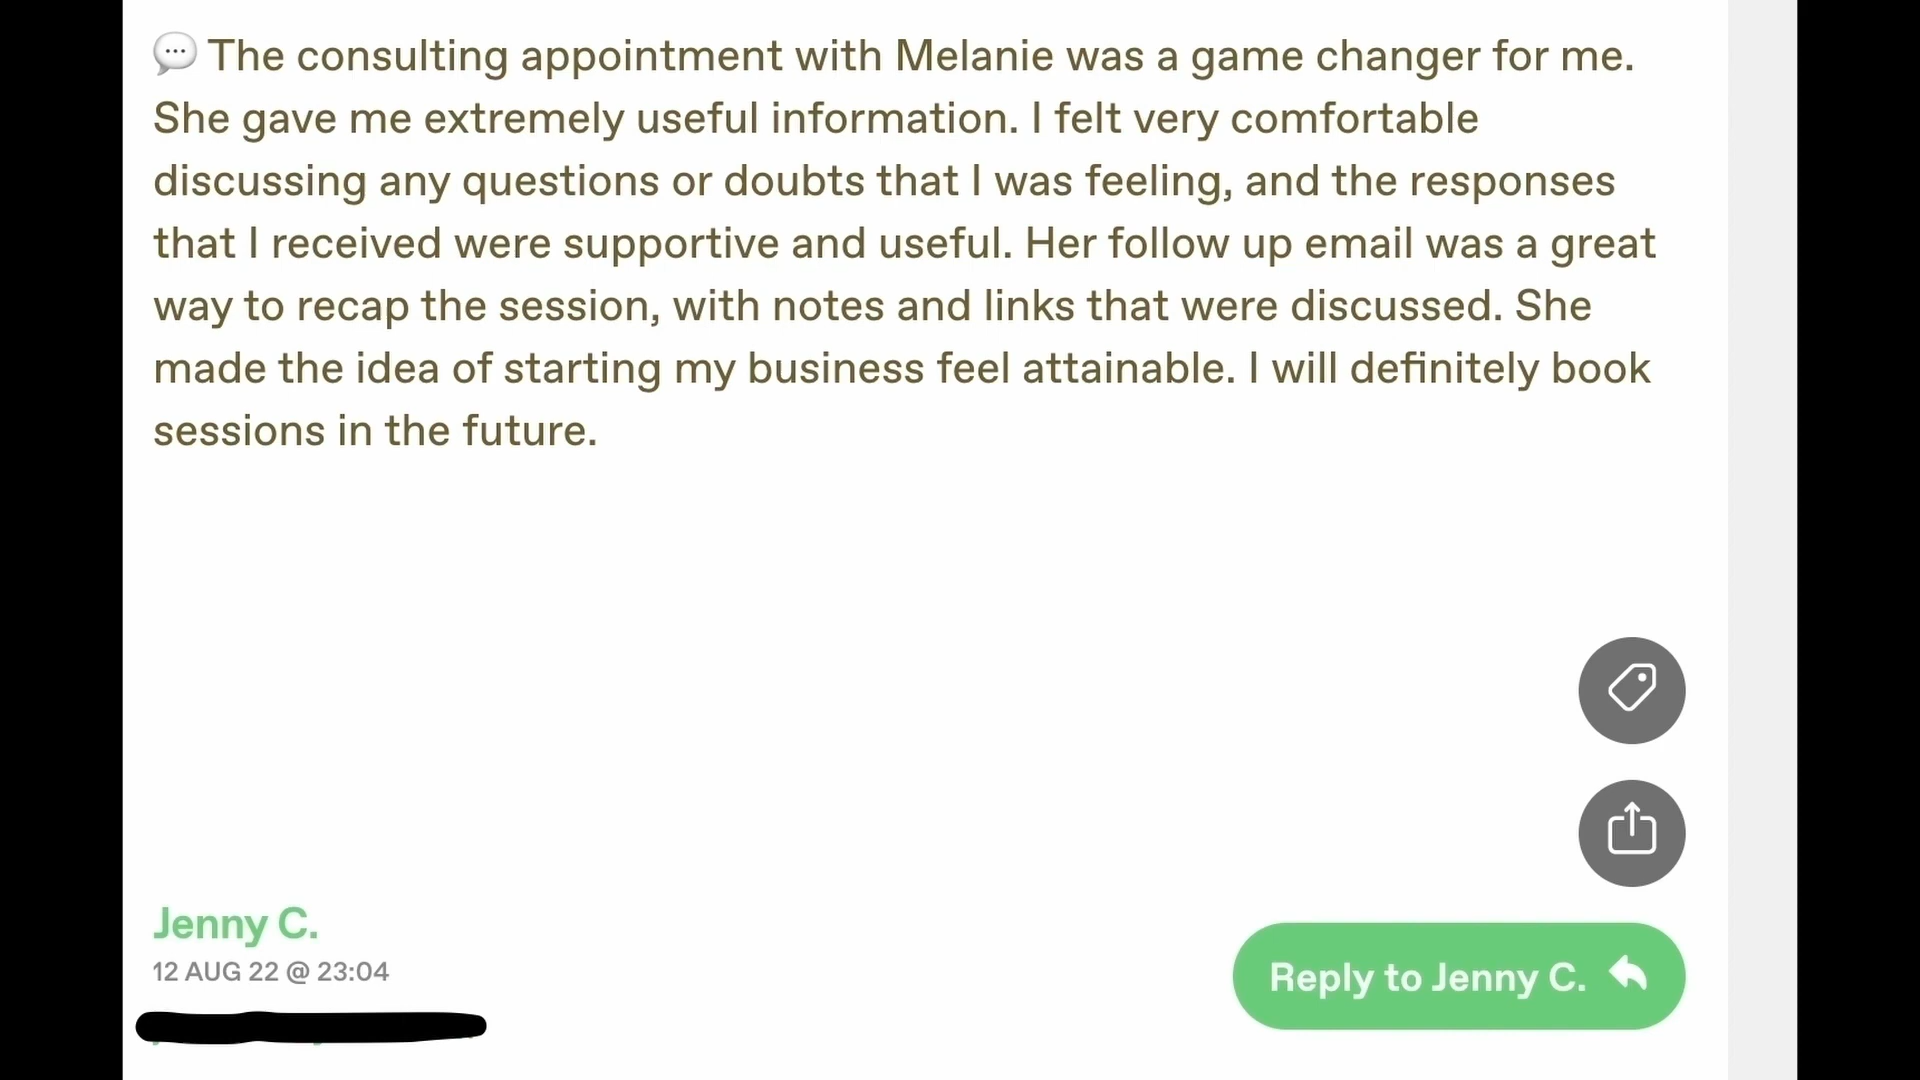 💬 The consulting appointment with Melanie was a game changer for me.
She gave me extremely useful information. I felt very comfortable
discussing any questions or doubts that I was feeling, and the responses
that I received were supportive and useful. Her follow up email was a great
way to recap the session, with notes and links that were discussed. She
made the idea of starting my business feel attainable. I will definitely book
sessions in the future.
Jenny C.
12 AUG 22 @ 23:04
Reply to Jenny C.